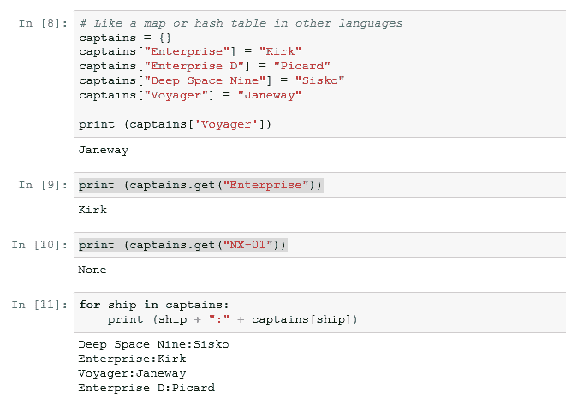 In [8]: # Like a map or hash table in other languages
captains = {}
captains["Enterprise"] = "Kirk"
captains["Enterprise D"] = "Picard"
captains["Deep Space Nine"] = "Sisko"
captains["Voyager"] = "Janeway"
print (captains["Voyager"])
Janeway
In [9]: print (captains.get("Enterprise"))
Kirk
In [10]: print (captains.get("NX-01"))
None
In [11]: for ship in captains:
print (ship + ":" + captains[ship])
Deep Space Nine:Sisko
Enterprise:Kirk
Voyager:Janeway
Enterprise D:Picard